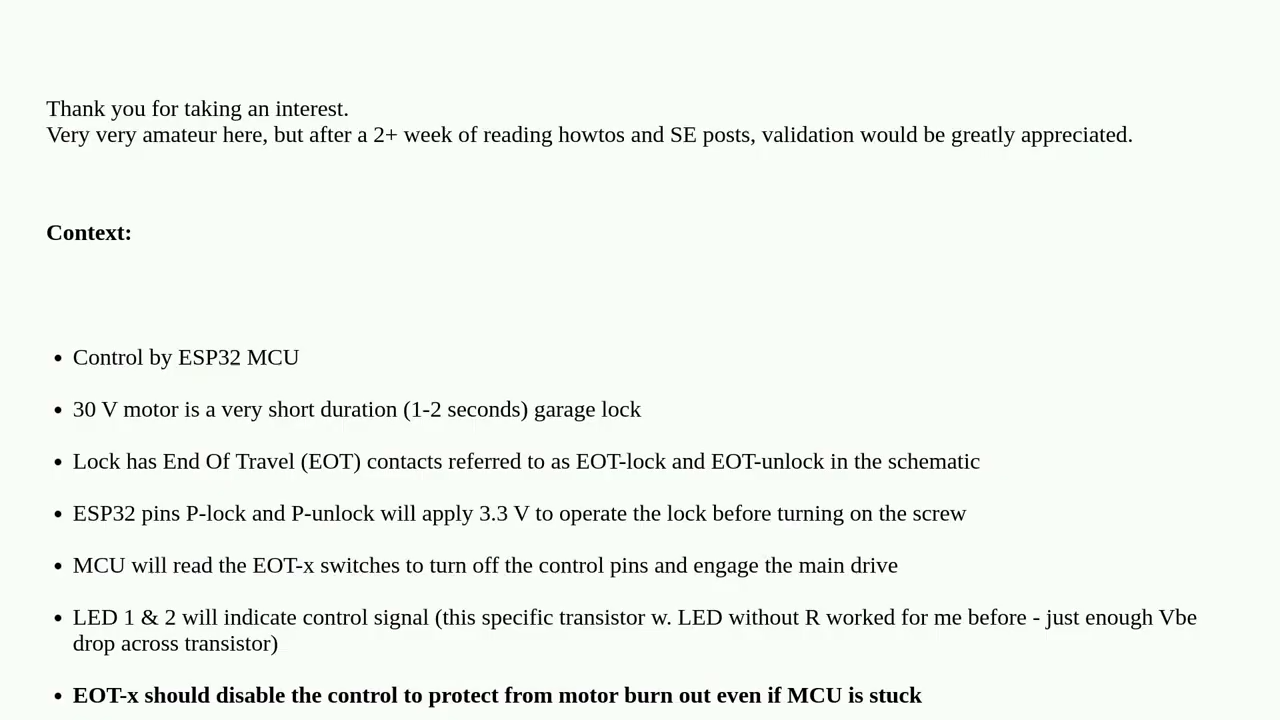 Thank you for taking an interest.
Very very amateur here, but after a 2+ week of reading howtos and SE posts, validation would be greatly appreciated.
Context:
• Control by ESP32 MCU
• 30 V motor is a very short duration (1-2 seconds) garage lock
• Lock has End Of Travel (EOT) contacts referred to as EOT-lock and EOT-unlock in the schematic
• ESP32 pins P-lock and P-unlock will apply 3.3 V to operate the lock before turning on the screw
• MCU will read the EOT-x switches to turn off the control pins and engage the main drive
• LED 1 & 2 will indicate control signal (this specific transistor w. LED without R worked for me before - just enough Vbe
drop across transistor)
• EOT-x should disable the control to protect from motor burn out even if MCU is stuck